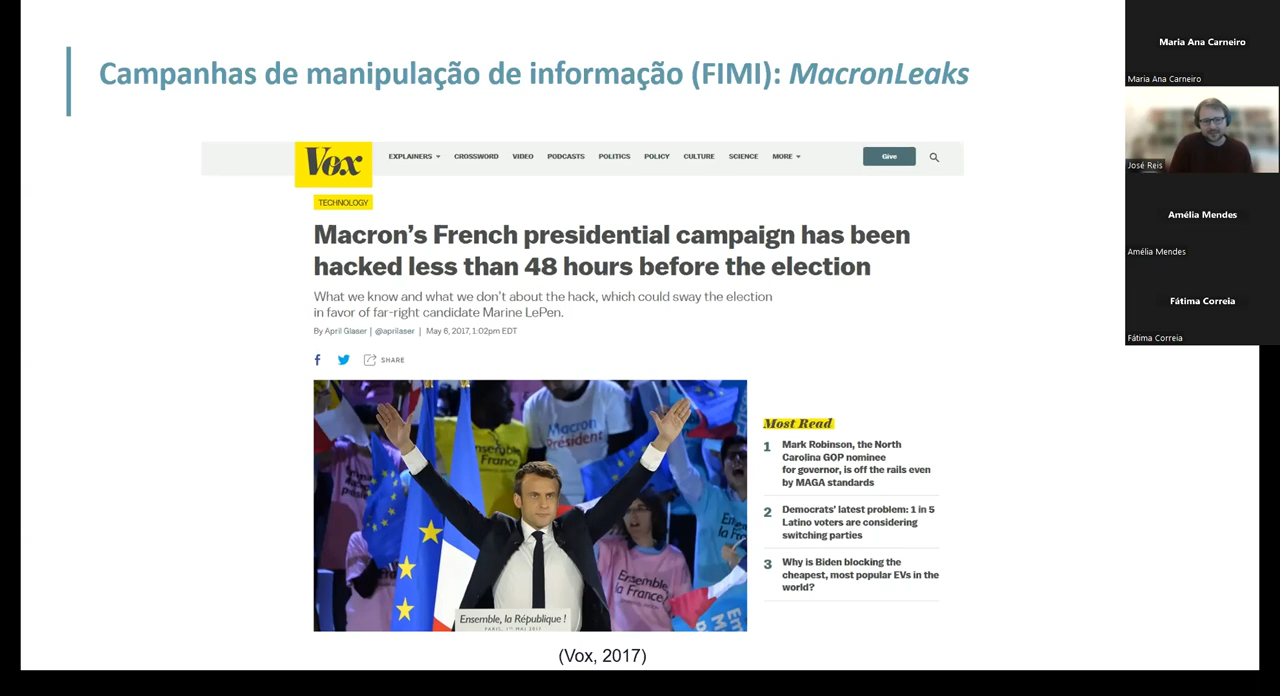 Campanhas de manipulação de informação (FIMI): MacronLeaks
Vox
EXPLAINERS
CROSSWORD
VIDEO
PODCASTS
POLITICS
POLICY
CULTURE
SCIENCE
MORE
Give
TECHNOLOGY
Macron's French presidential campaign has been
hacked less than 48 hours before the election
What we know and what we don't about the hack, which could sway the election
in favor of far-right candidate Marine LePen.
By April Glaser | @aprilaser | May 6, 2017, 1:02pm EDT
SHARE
Macron
Président
Ensemble
la France!
Ensemble, la République !
PARIS, 1ER MAI 2017
Most Read
1 Mark Robinson, the North
Carolina GOP nominee
for governor, is off the rails even
by MAGA standards
2 Democrats' latest problem: 1 in 5
Latino voters are considering
switching parties
3 Why is Biden blocking the
cheapest, most popular EVs in the
world?
(Vox, 2017)
Maria Ana Carneiro
Maria Ana Carneiro
José Reis
Amélia Mendes
Amélia Mendes
Fátima Correia
Fátima Correia